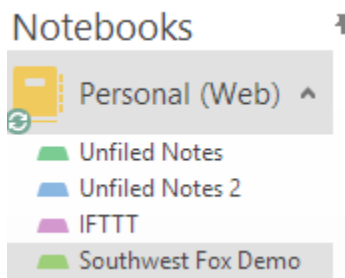 Notebooks
Personal (Web)
Unfiled Notes
Unfiled Notes 2
IFTTT
Southwest Fox Demo